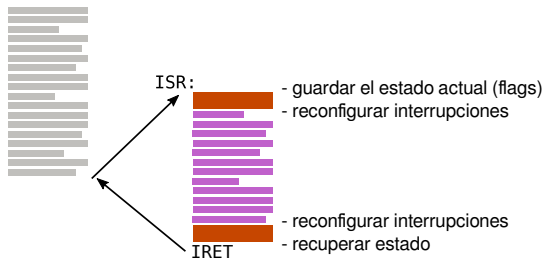 ISR:
- guardar el estado actual (flags)
- reconfigurar interrupciones
- reconfigurar interrupciones
- recuperar estado
IRET